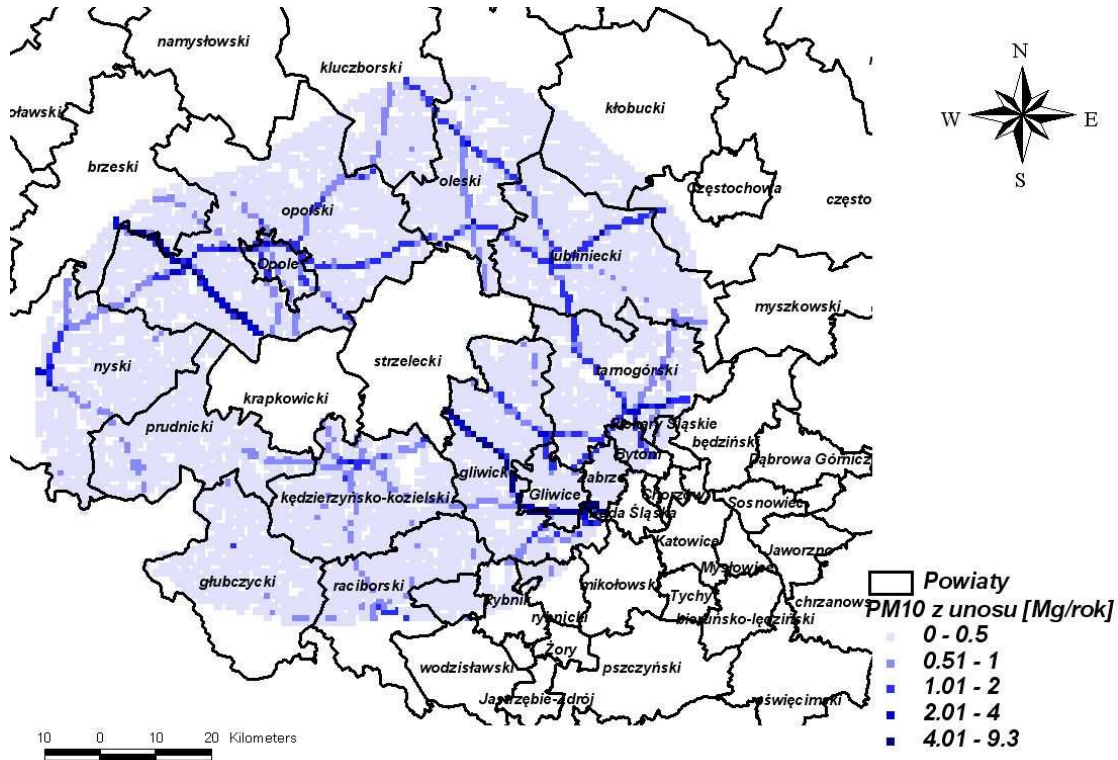 namysłowski
kluczborski
N
kłobucki
oławski
W
E
brzeski
S
oleski
Częstochowa
opolski
często
Opole
lubliniecki
myszkowski
strzelecki
nyski
tarnogórski
krapkowicki
prudnicki
Piekary Śląskie
będziński
Bytom
Dąbrowa Górnicz
gliwick
Zabrze
kędzierzyńsko-kozielski
Gliwice
Chorzów
Sosnowiec
Ruda Śląska
Katowice
Jaworzno
głubczycki
raciborski
Mysłowice
mikołowsk
Tychy
Powiaty
Rybnik
rybnicki
bieruńsko-lędziński
chrzanows
PM10 z unosu [Mg/rok]
0 - 0.5
Żory
wodzisławski
pszczyński
0.51 - 1
Jastrzębie-Zdrój
oświęcimski
1.01 - 2
2.01 - 4
10 0 10 20 Kilometers
4.01 - 9.3